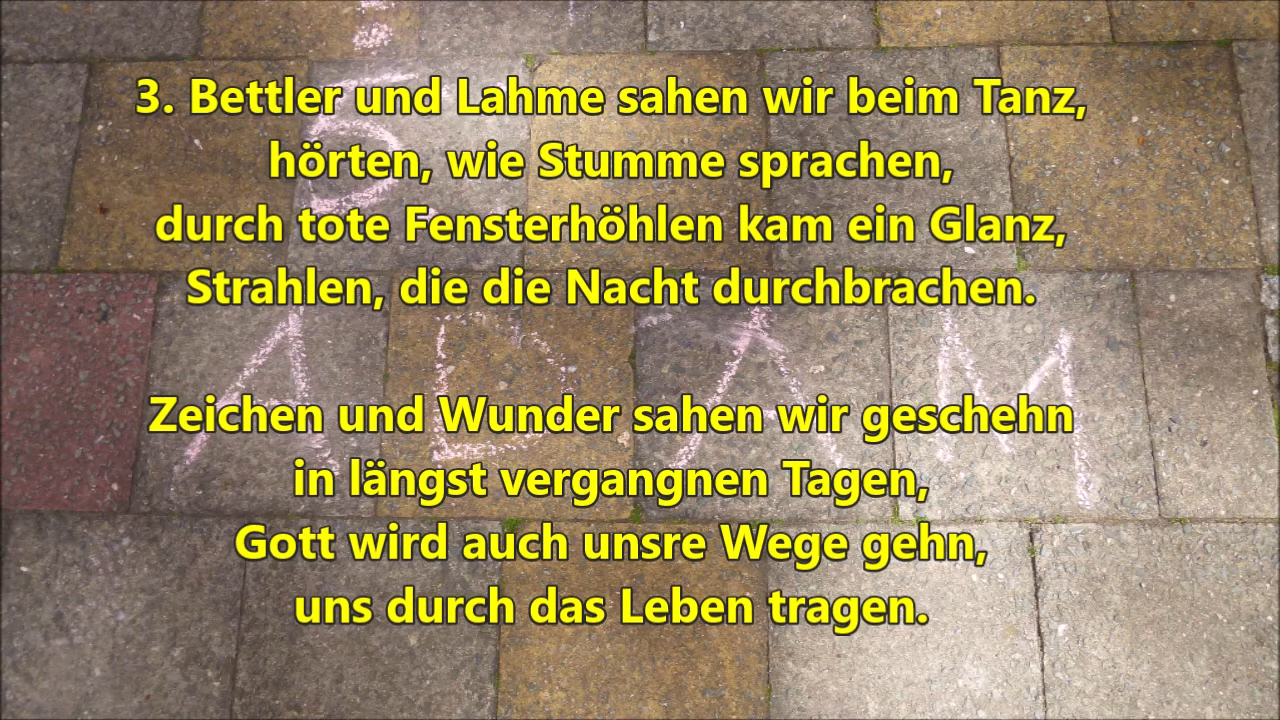 3. Bettler und Lahme sahen wir beim Tanz,
hörten, wie Stumme sprachen,
durch tote Fensterhöhlen kam ein Glanz,
Strahlen, die die Nacht durchbrachen.
Zeichen und Wunder sahen wir geschehn
in längst vergangnen Tagen,
Gott wird auch unsre Wege gehn,
uns durch das Leben tragen.
ADAM